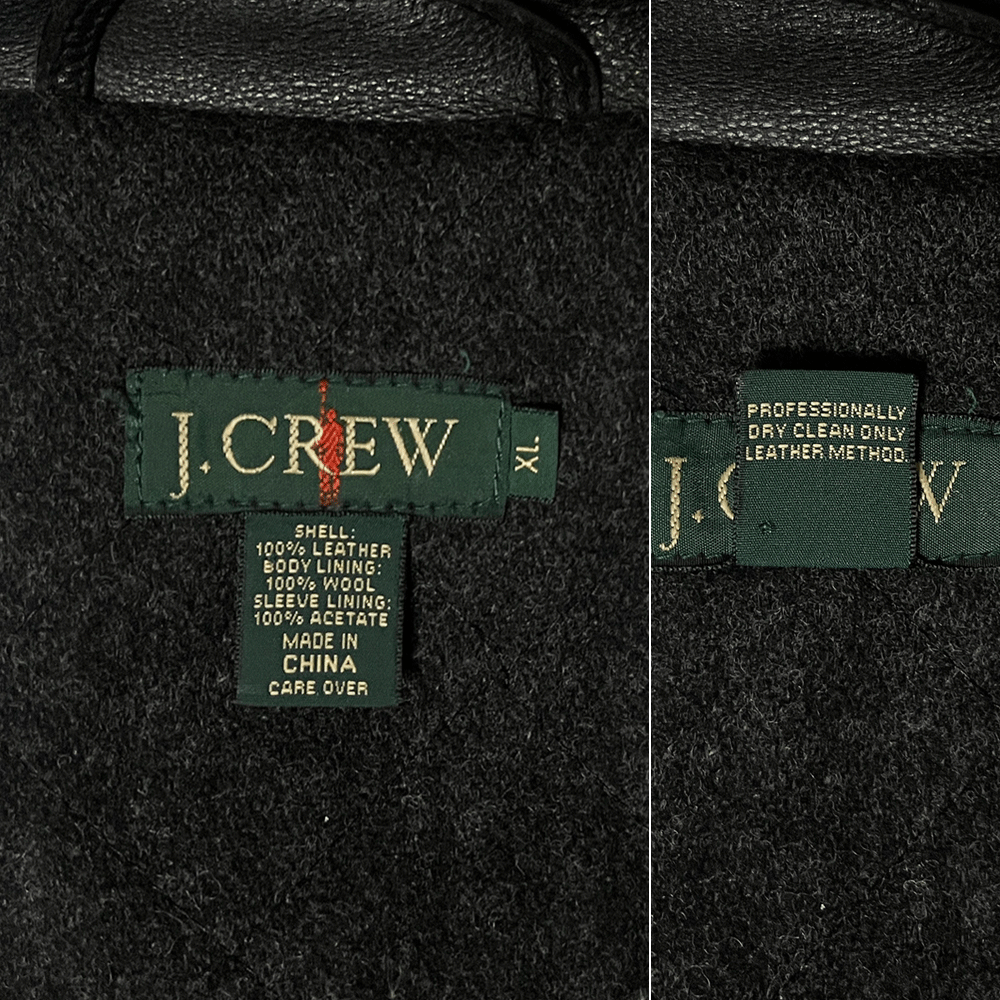 J.CREW
XL
SHELL:
100% LEATHER
BODY LINING:
100% WOOL
SLEEVE LINING:
100% ACETATE
MADE IN
CHINA
CARE OVER
PROFESSIONALLY
DRY CLEAN ONLY
LEATHER METHOD.
J.C W